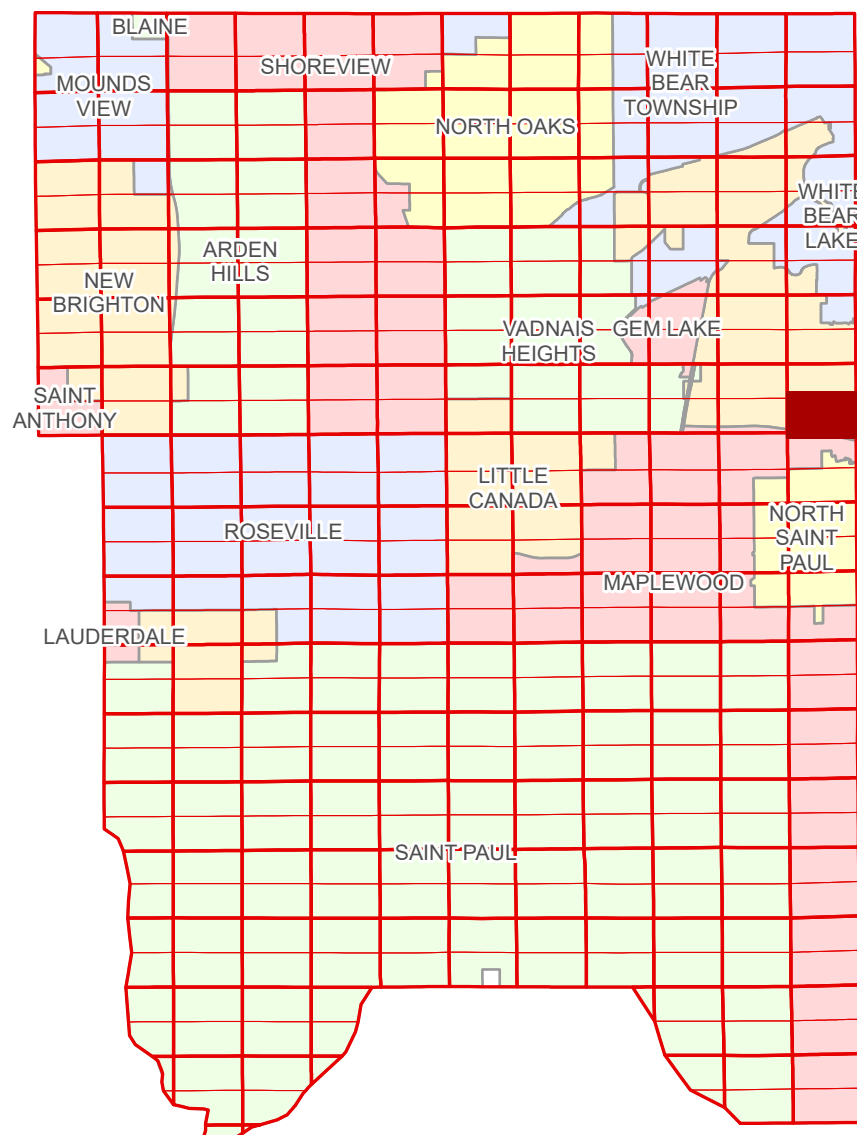 BLAINE
SHOREVIEW
WHITE
BEAR
TOWNSHIP
MOUNDS
VIEW
NORTH OAKS
WHITE
BEAR
LAKE
ARDEN
HILLS
NEW
BRIGHTON
VADNAIS
HEIGHTS
GEM LAKE
SAINT
ANTHONY
LITTLE
CANADA
NORTH
SAINT
PAUL
ROSEVILLE
MAPLEWOOD
LAUDERDALE
SAINT PAUL